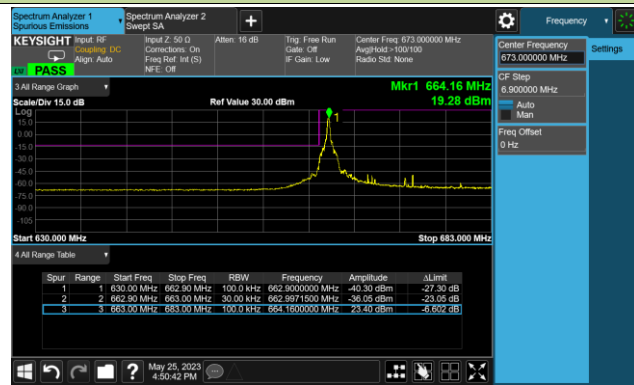 Spectrum Analyzer 1
Spurious Emissions
Spectrum Analyzer 2
Swept SA
Frequency
KEYSIGHT
Input: RF
Coupling: DC
Align: Auto
Input Z: 50 Ω
Corrections: On
Freq Ref: Int (S)
NFE: Off
Atten: 16 dB
Trig: Free Run
Gate: Off
IF Gain: Low
Center Freq: 673.000000 MHz
Avg|Hold:>100/100
Radio Std: None
PASS
Center Frequency
673.000000 MHz
Settings
CF Step
6.900000 MHz
Auto
Man
Freq Offset
0 Hz
3 All Range Graph
Mkr1 664.16 MHz
Scale/Div 15.0 dB
Ref Value 30.00 dBm
19.28 dBm
Log
15.0
0.00
-15.0
-30.0
-45.0
-60.0
-75.0
-90.0
-105
1
Start 630.000 MHz
Stop 683.000 MHz
4 All Range Table
Spur Range Start Freq Stop Freq RBW Frequency Amplitude ΔLimit
1 1 630.00 MHz 662.90 MHz 100.0 kHz 662.9000000 MHz -40.30 dBm -27.30 dB
2 2 662.90 MHz 663.00 MHz 30.00 kHz 662.9971500 MHz -36.05 dBm -23.05 dB
3 3 663.00 MHz 683.00 MHz 100.0 kHz 664.1600000 MHz 23.40 dBm -6.602 dB
?
May 25, 2023
4:50:42 PM